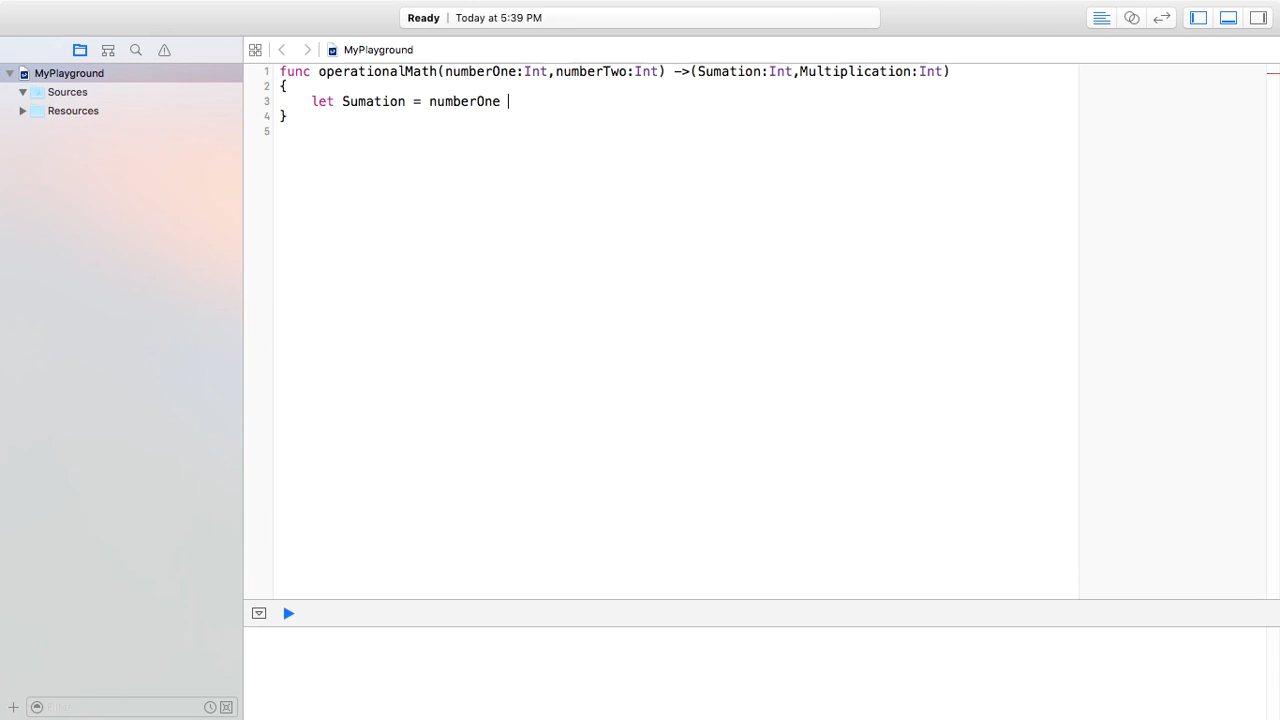 Ready Today at 5:39 PM
MyPlayground
MyPlayground
Sources
Resources
1 func operationalMath(numberOne:Int,numberTwo:Int) ->(Sumation:Int,Multiplication:Int)
2 {
3 let Sumation = numberOne
4 }
5